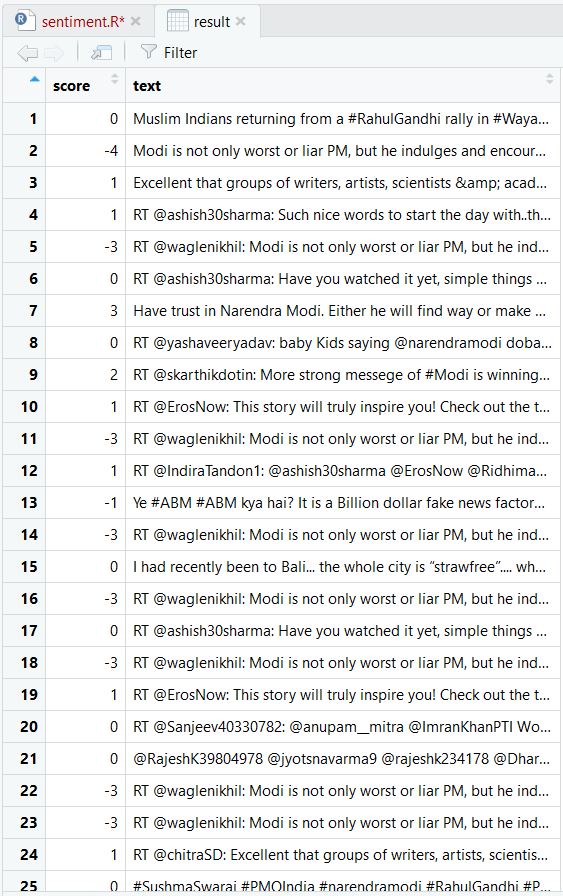 sentiment.R*
result
Filter
score text
1 0 Muslim Indians returning from a #RahulGandhi rally in #Waya...
2 -4 Modi is not only worst or liar PM, but he indulges and encour...
3 1 Excellent that groups of writers, artists, scientists &amp; acad...
4 1 RT @ashish30sharma: Such nice words to start the day with..th...
5 -3 RT @waglenikhil: Modi is not only worst or liar PM, but he ind...
6 0 RT @ashish30sharma: Have you watched it yet, simple things ...
7 3 Have trust in Narendra Modi. Either he will find way or make ...
8 0 RT @yashaveeryadav: baby Kids saying @narendramodi doba...
9 2 RT @skarthikdotin: More strong messege of #Modi is winning...
10 1 RT @ErosNow: This story will truly inspire you! Check out the t...
11 -3 RT @waglenikhil: Modi is not only worst or liar PM, but he ind...
12 1 RT @IndiraTandon1: @ashish30sharma @ErosNow @Ridhima...
13 -1 Ye #ABM #ABM kya hai? It is a Billion dollar fake news factor...
14 -3 RT @waglenikhil: Modi is not only worst or liar PM, but he ind...
15 0 I had recently been to Bali... the whole city is “strawfree”.... wh...
16 -3 RT @waglenikhil: Modi is not only worst or liar PM, but he ind...
17 0 RT @ashish30sharma: Have you watched it yet, simple things ...
18 -3 RT @waglenikhil: Modi is not only worst or liar PM, but he ind...
19 1 RT @ErosNow: This story will truly inspire you! Check out the t...
20 0 RT @Sanjeev40330782: @anupam__mitra @ImranKhanPTI Wo...
21 0 @RajeshK39804978 @jyotsnavarma9 @rajeshk234178 @Dhar...
22 -3 RT @waglenikhil: Modi is not only worst or liar PM, but he ind...
23 -3 RT @waglenikhil: Modi is not only worst or liar PM, but he ind...
24 1 RT @chitraSD: Excellent that groups of writers, artists, scientis...
25 0 #SushmaSwaraj #PMOIndia #narendramodi #RahulGandhi #P...